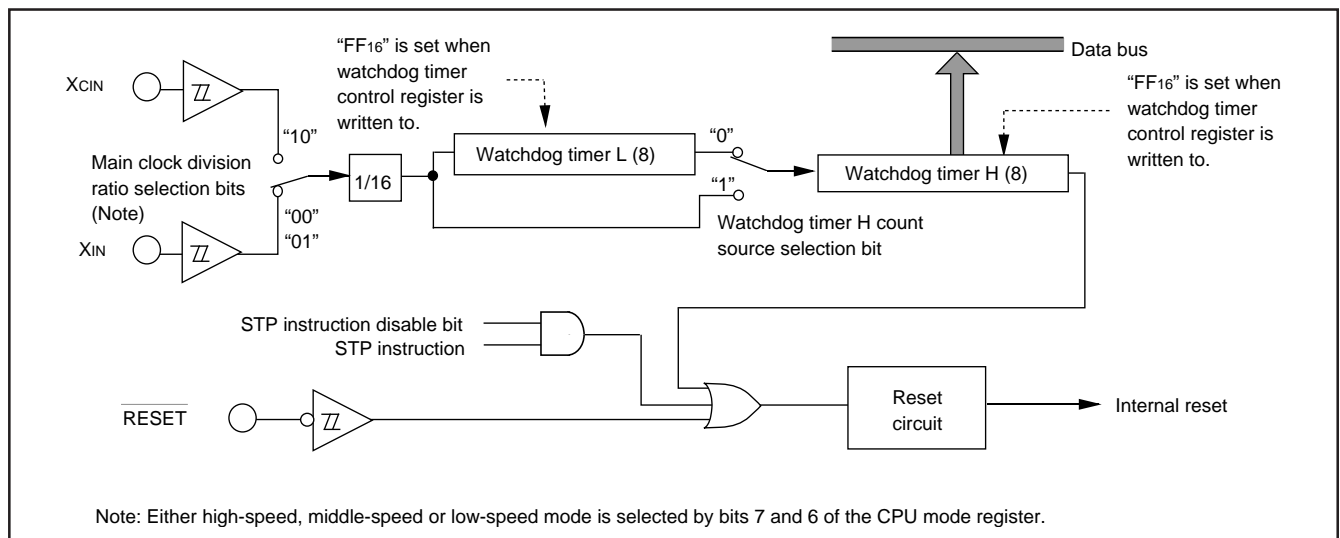 “FF16” is set when
watchdog timer
control register is
written to.
Data bus
“FF16” is set when
watchdog timer
control register is
written to.
XCIN
“10”
Main clock division
ratio selection bits
(Note)
“00”
“01”
XIN
1/16
Watchdog timer L (8)
“0”
“1”
Watchdog timer H (8)
Watchdog timer H count
source selection bit
STP instruction disable bit
STP instruction
RESET
Reset
circuit
Internal reset
Note: Either high-speed, middle-speed or low-speed mode is selected by bits 7 and 6 of the CPU mode register.